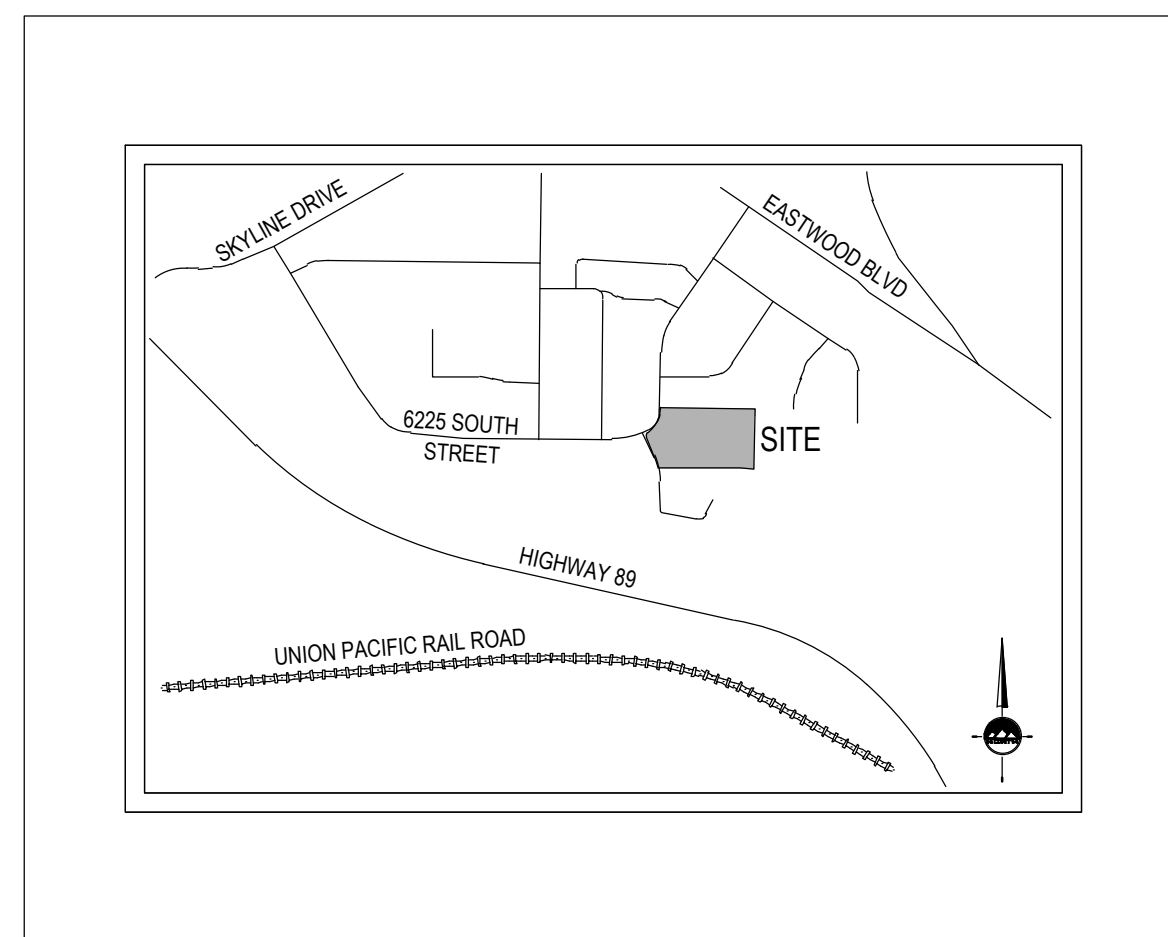 SKYLINE DRIVE
EASTWOOD BLVD
6225 SOUTH
STREET
SITE
HIGHWAY 89
UNION PACIFIC RAIL ROAD